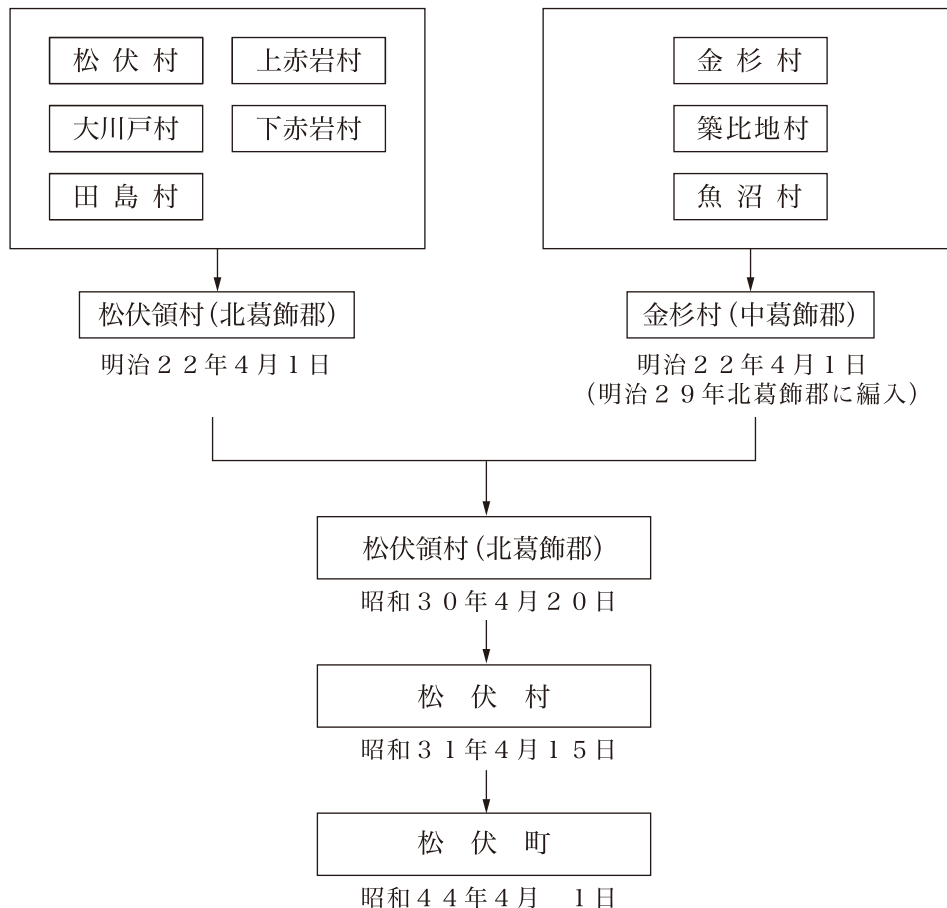 松伏村
上赤岩村
大川戸村
下赤岩村
田島村
金杉村
築比地村
魚沼村
松伏領村(北葛飾郡)
明治22年4月1日
金杉村(中葛飾郡)
明治22年4月1日
(明治29年北葛飾郡に編入)
松伏領村(北葛飾郡)
昭和30年4月20日
松伏村
昭和31年4月15日
松伏町
昭和44年4月 1日